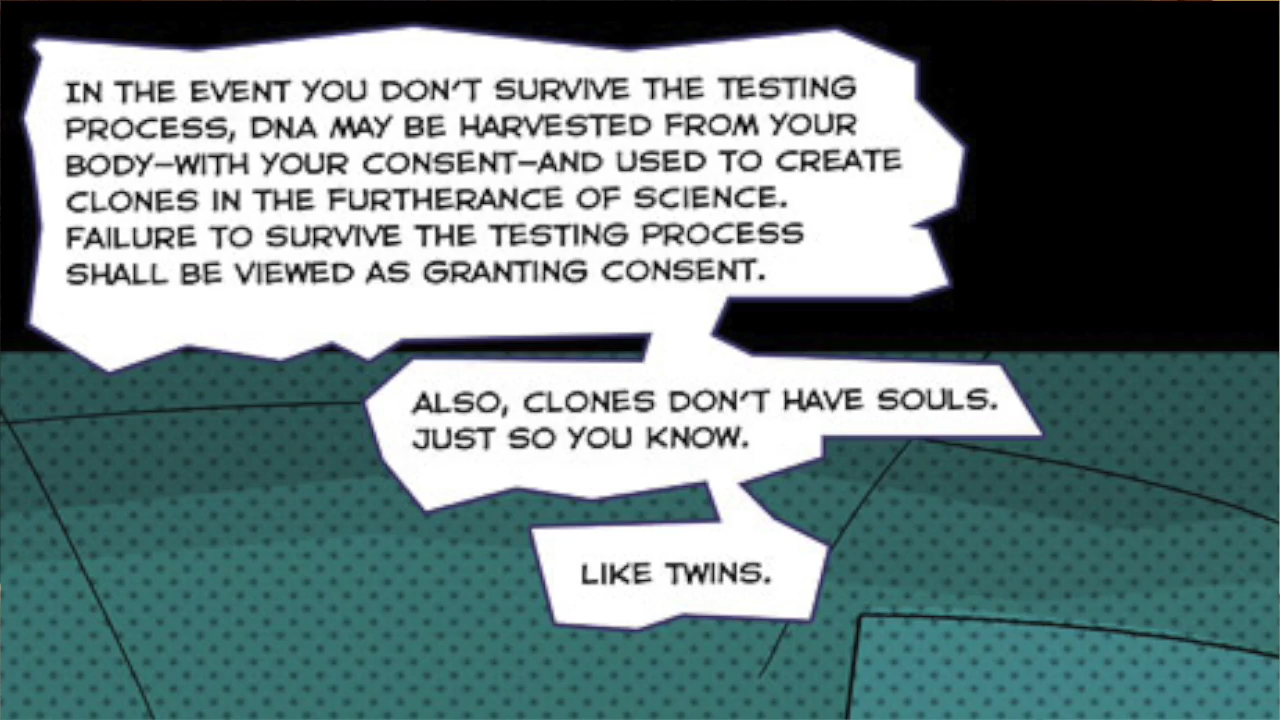 IN THE EVENT YOU DON'T SURVIVE THE TESTING
PROCESS, DNA MAY BE HARVESTED FROM YOUR
BODY–WITH YOUR CONSENT–AND USED TO CREATE
CLONES IN THE FURTHERANCE OF SCIENCE.
FAILURE TO SURVIVE THE TESTING PROCESS
SHALL BE VIEWED AS GRANTING CONSENT.
ALSO, CLONES DON'T HAVE SOULS.
JUST SO YOU KNOW.
LIKE TWINS.